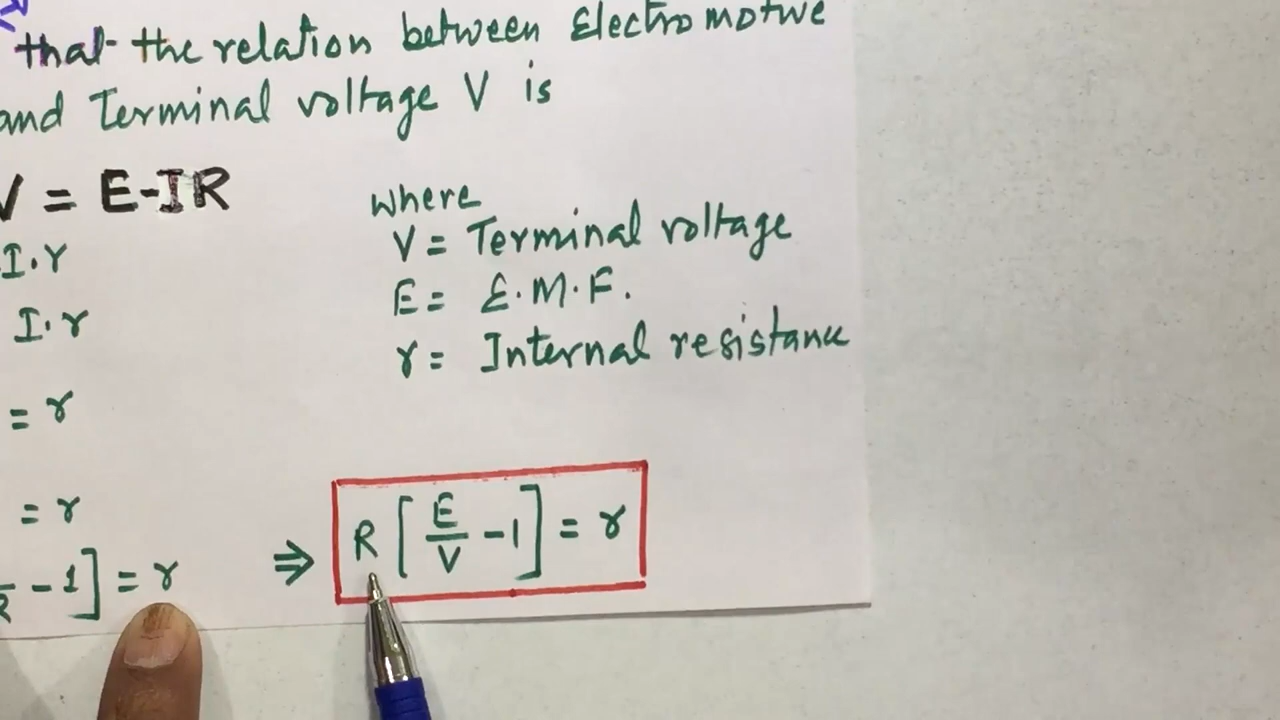 that the relation between Electromotive
and Terminal voltage V is
V = E-IR
I.r
I.r
= r
= r
- 1] = r
where
V = Terminal voltage
E = E.M.F.
r = Internal resistance
⇒ R [E/V - 1] = r